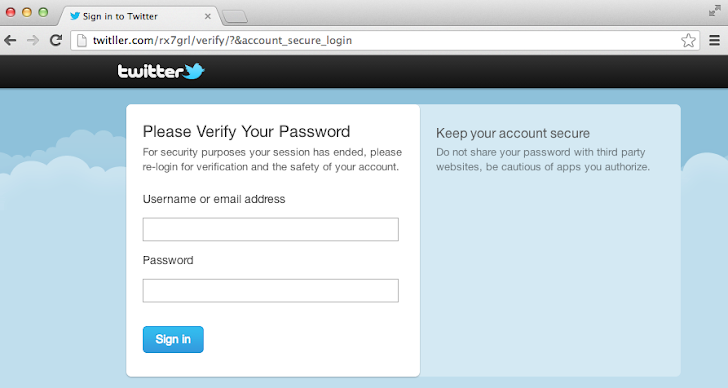 Sign in to Twitter
twitller.com/rx7grl/verify/?&account_secure_login
twitter
Please Verify Your Password
For security purposes your session has ended, please
re-login for verification and the safety of your account.
Username or email address
Password
Sign in
Keep your account secure
Do not share your password with third party
websites, be cautious of apps you authorize.